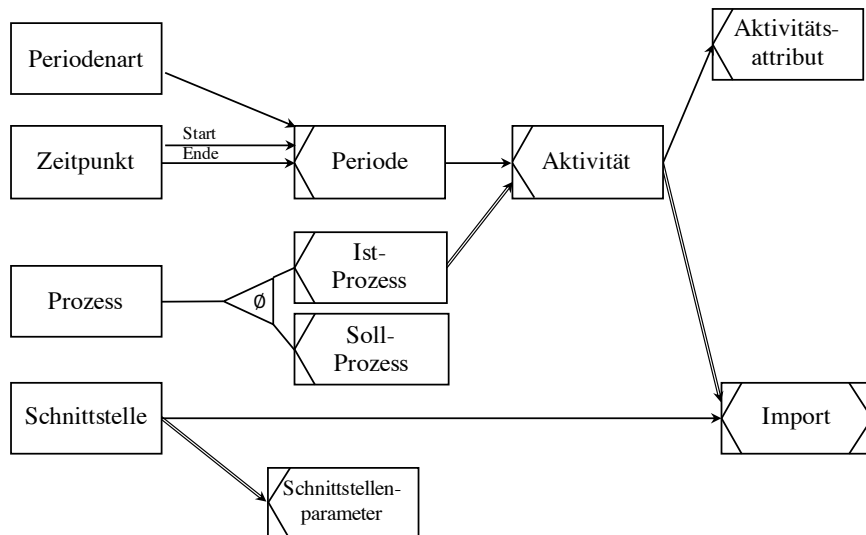 Aktivitäts-
attribut
Periodenart
Start
Ende
Zeitpunkt
Periode
Aktivität
Ist-
Prozess
Prozess
Ø
Soll-
Prozess
Schnittstelle
Import
Schnittstellen-
parameter